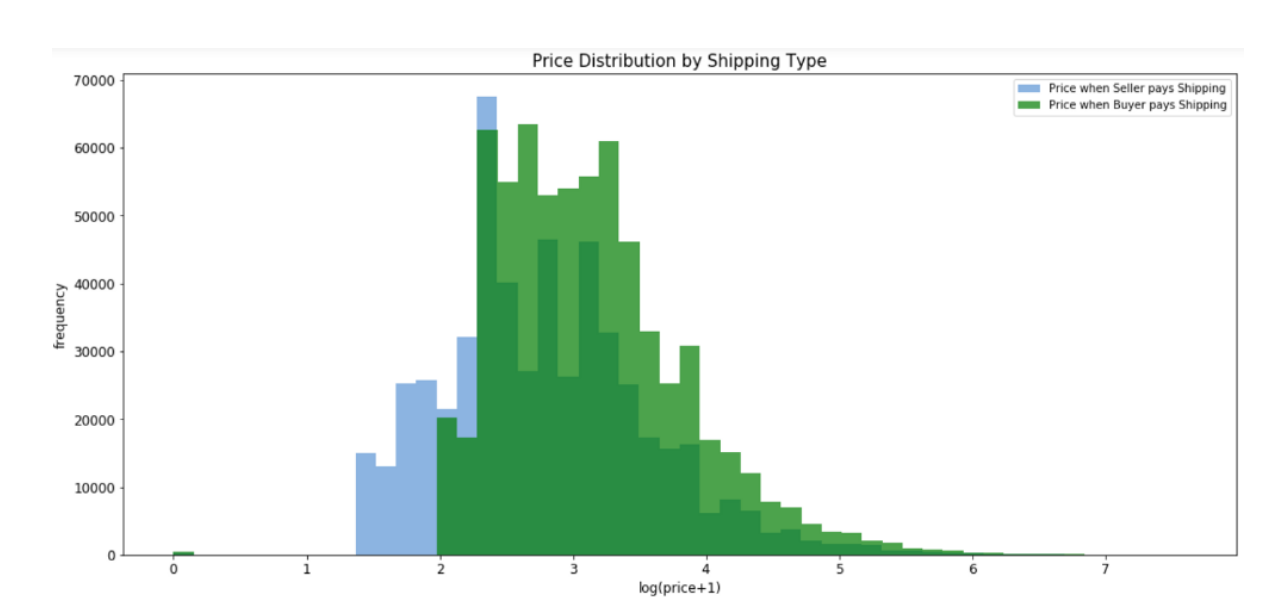 Price Distribution by Shipping Type
Price when Seller pays Shipping
Price when Buyer pays Shipping
70000
60000
50000
40000
30000
20000
10000
0
frequency
0 1 2 3 4 5 6 7
log(price+1)